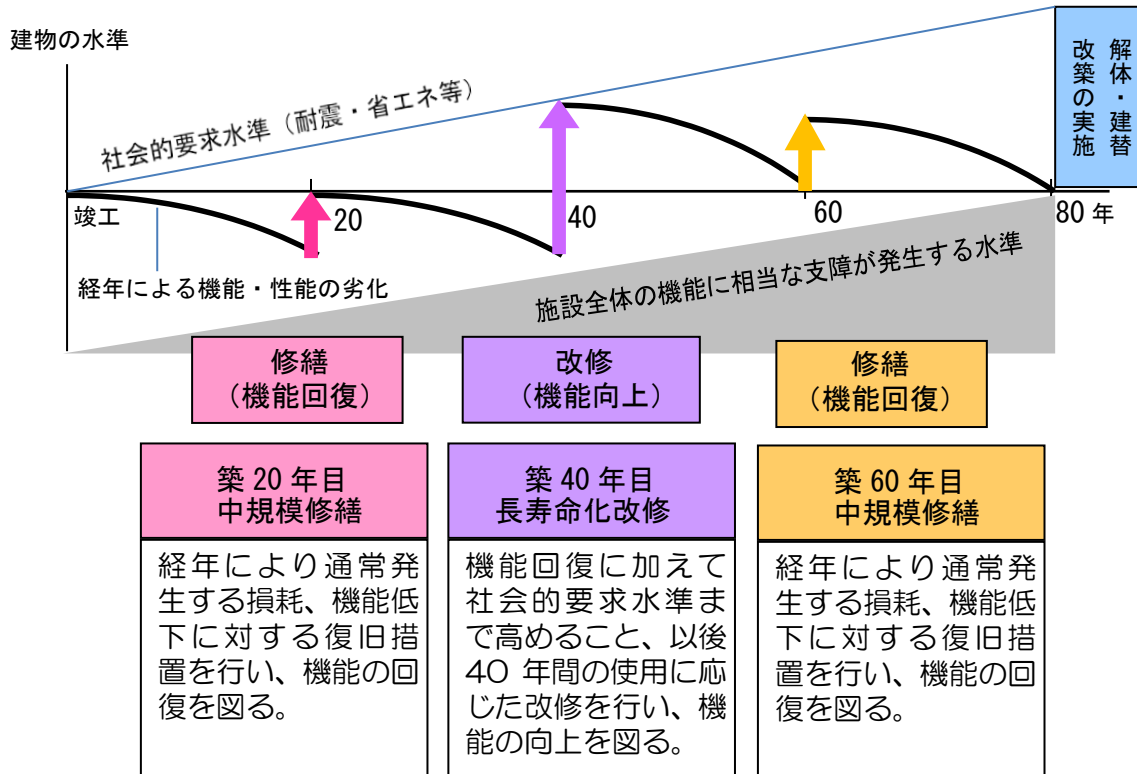 建物の水準
社会的要求水準（耐震・省エネ等）
解体・建替
改築の実施
竣工
20
40
60
80 年
経年による機能・性能の劣化
施設全体の機能に相当な支障が発生する水準
修繕
（機能回復）
改修
（機能向上）
修繕
（機能回復）
築 20 年目
中規模修繕
経年により通常発
生する損耗、機能低
下に対する復旧措
置を行い、機能の回
復を図る。
築 40 年目
長寿命化改修
機能回復に加えて
社会的要求水準ま
で高めること、以後
40 年間の使用に応
じた改修を行い、機
能の向上を図る。
築 60 年目
中規模修繕
経年により通常発
生する損耗、機能低
下に対する復旧措
置を行い、機能の回
復を図る。